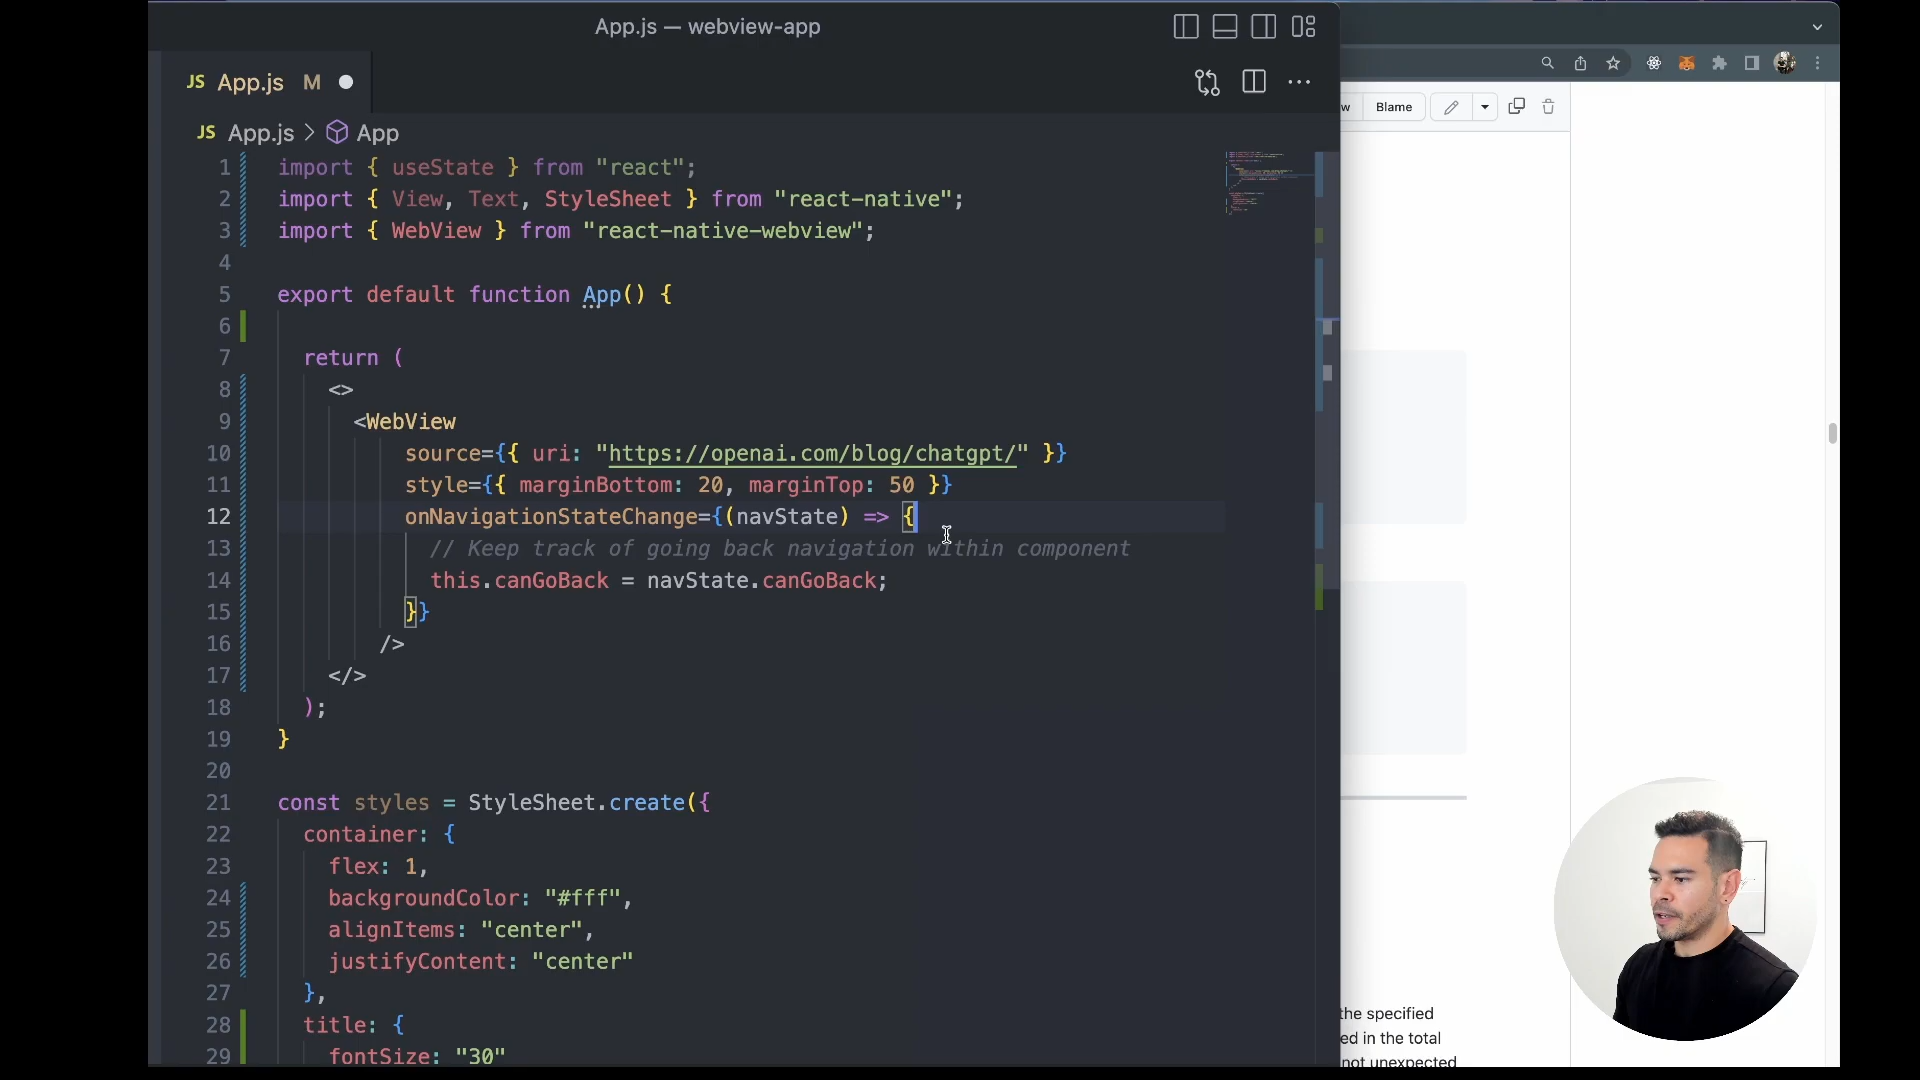 App.js — webview-app
JS App.js M
JS App.js > App
1 import { useState } from "react";
2 import { View, Text, StyleSheet } from "react-native";
3 import { WebView } from "react-native-webview";
4
5 export default function App() {
6
7 return (
8 <>
9 <WebView
10 source={{ uri: "https://openai.com/blog/chatgpt/" }}
11 style={{ marginBottom: 20, marginTop: 50 }}
12 onNavigationStateChange={(navState) => {
13 // Keep track of going back navigation within component
14 this.canGoBack = navState.canGoBack;
15 }}
16 />
17 </>
18 );
19 }
20
21 const styles = StyleSheet.create({
22 container: {
23 flex: 1,
24 backgroundColor: "#fff",
25 alignItems: "center",
26 justifyContent: "center"
27 },
28 title: {
29 fontSize: "30"
w Blame
the specified
ed in the total
not unexpected